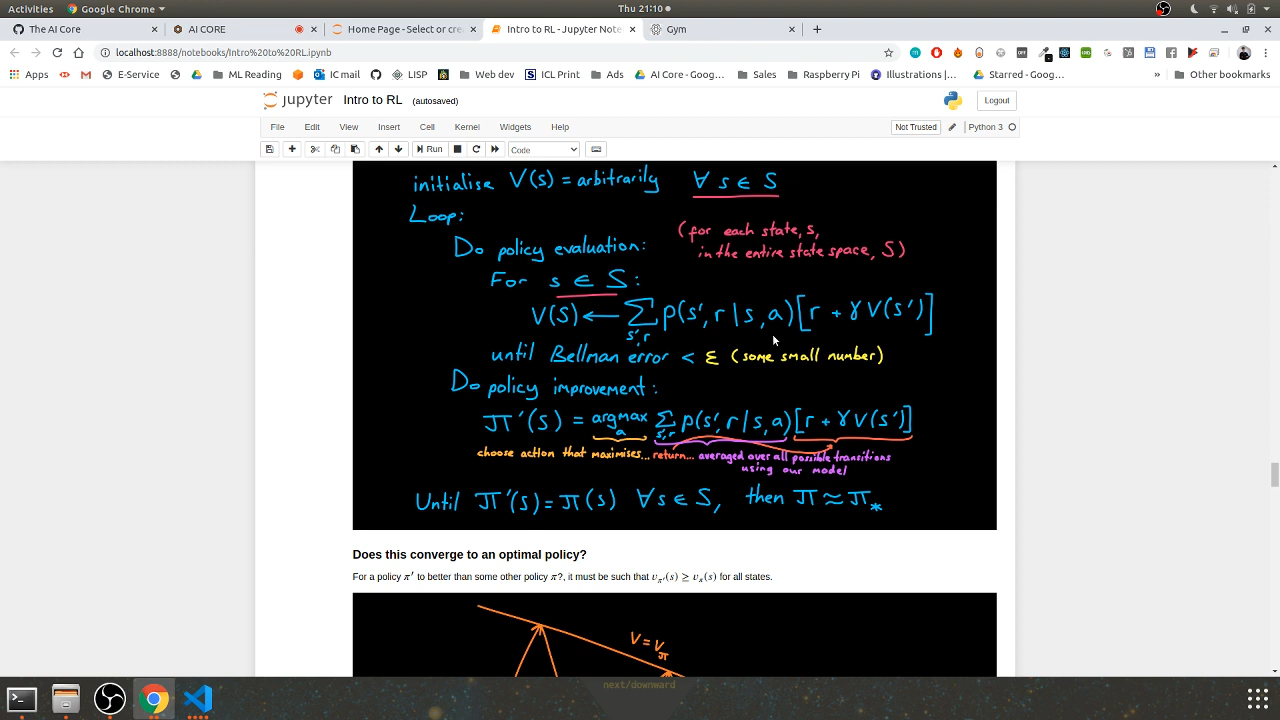 Activities
Google Chrome
Thu 21:10
The AI Core
AI CORE
Home Page - Select or cre
Intro to RL - Jupyter Note
Gym
localhost:8888/notebooks/Intro%20to%20RL.ipynb
Apps
E-Service
ML Reading
IC mail
LISP
Web dev
ICL Print
Ads
AI Core - Goog…
Sales
Raspberry Pi
Illustrations |…
Starred - Goog…
»
Other bookmarks
jupyter Intro to RL (autosaved)
Logout
File Edit View Insert Cell Kernel Widgets Help
Not Trusted
Python 3
Run
Code
initialise V(s) = arbitrarily ∀ s ∈ S
Loop:
(for each state, s,
in the entire state space, S)
Do policy evaluation:
For s ∈ S:
V(S) ← Σ p(s', r | s, a) [r + γV(s')]
s',r
until Bellman error < ε (some small number)
Do policy improvement:
π'(S) = argmax Σ p(s', r | s, a) [r + γV(s')]
a s',r
choose action that maximises... return... averaged over all possible transitions
using our model
Until π'(S) = π(S) ∀ s ∈ S, then π ≈ π*
Does this converge to an optimal policy?
For a policy π′ to better than some other policy π?, it must be such that vπ′(s) ≥ vπ(s) for all states.
V = Vπ
next/downward